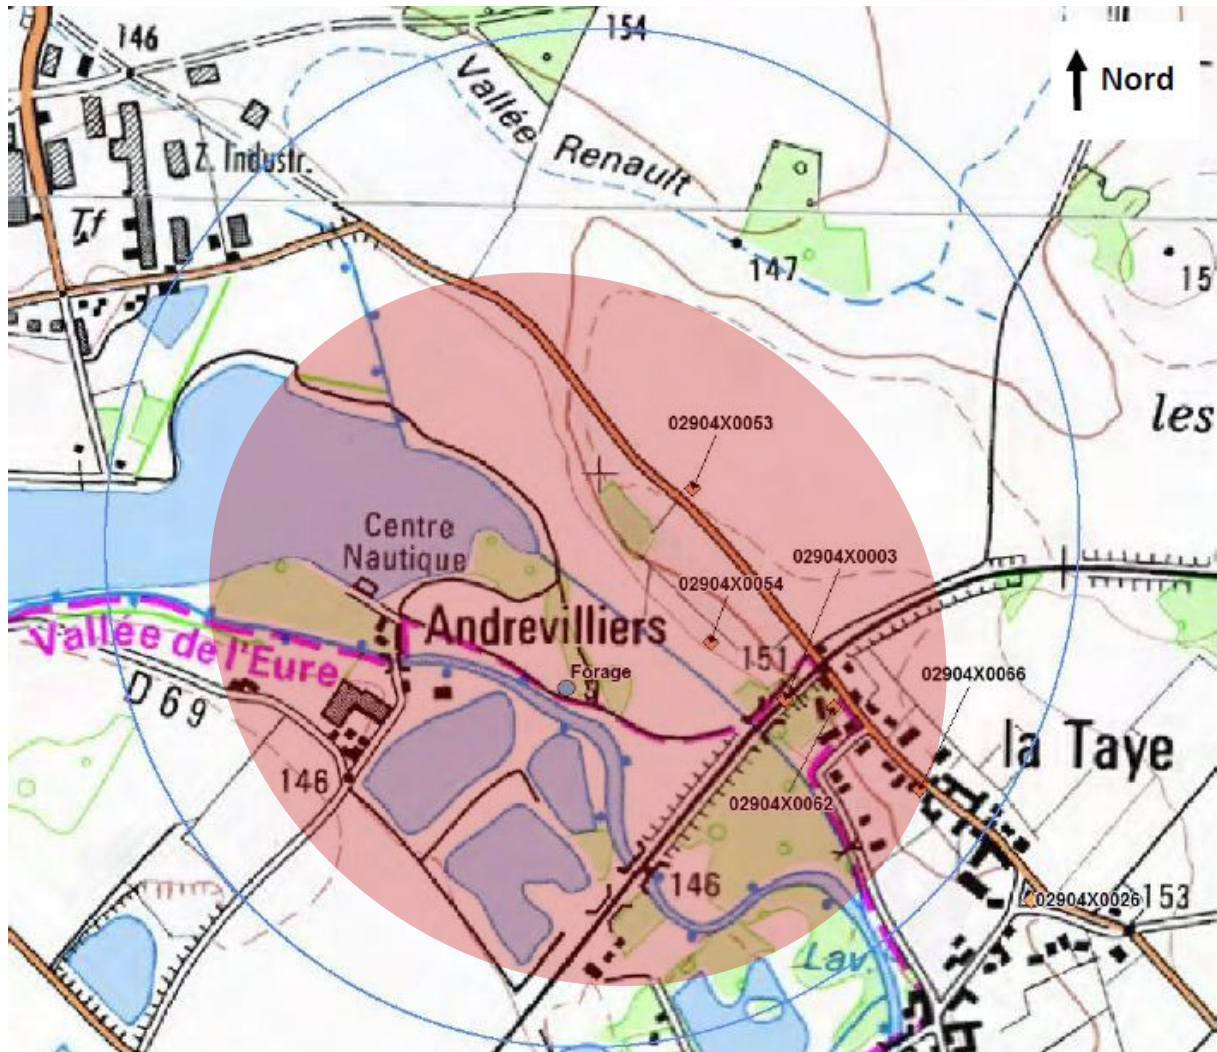 146
154
Nord
Vallée
Renault
Z. Industr.
Tf
147
15
les
02904X0053
Centre
Nautique
02904X0003
02904X0054
Andrevilliers
151
Vallée de l'Eure
Forage
02904X0066
D 69
la Taye
146
02904X0062
146
02904X0026
153
Lav.